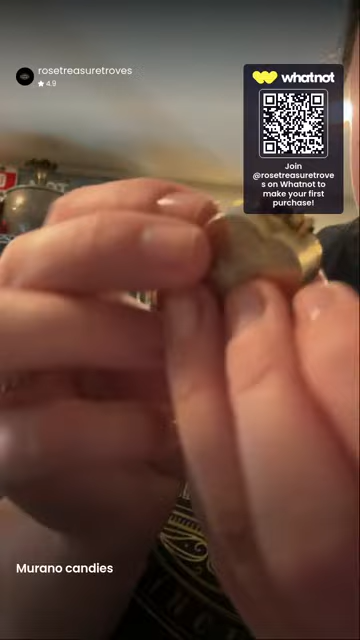 rosetreasuretroves
4.9
whatnot
Join
@rosetreasuretrove
s on Whatnot to
make your first
purchase!
Murano candies